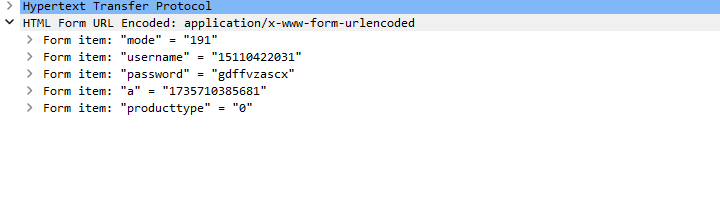 Hypertext Transfer Protocol
HTML Form URL Encoded: application/x-www-form-urlencoded
Form item: "mode" = "191"
Form item: "username" = "15110422031"
Form item: "password" = "gdffvzascx"
Form item: "a" = "1735710385681"
Form item: "producttype" = "0"